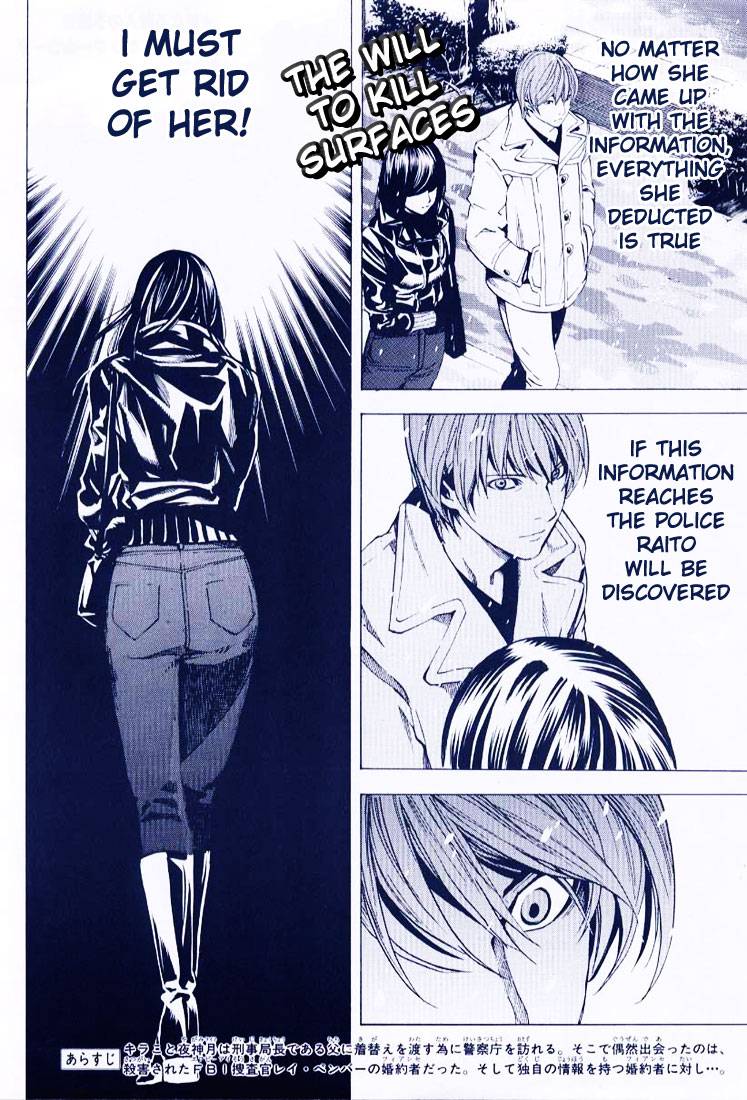 NO MATTER
HOW SHE
CAME UP
WITH THE
INFORMATION,
EVERYTHING
SHE
DEDUCTED
IS TRUE
IF THIS
INFORMATION
REACHES
THE POLICE
RAITO
WILL BE
DISCOVERED
I MUST
GET RID
OF HER!
THE WILL
TO KILL
SURFACES
あらすじ
キラこと夜神月は刑事局長である父に着替えを渡す為に警察庁を訪れる。そこで偶然出会ったのは、
殺害されたFBI捜査官レイ・ペンバーの婚約者だった。そして独自の情報を持つ婚約者に対し…。